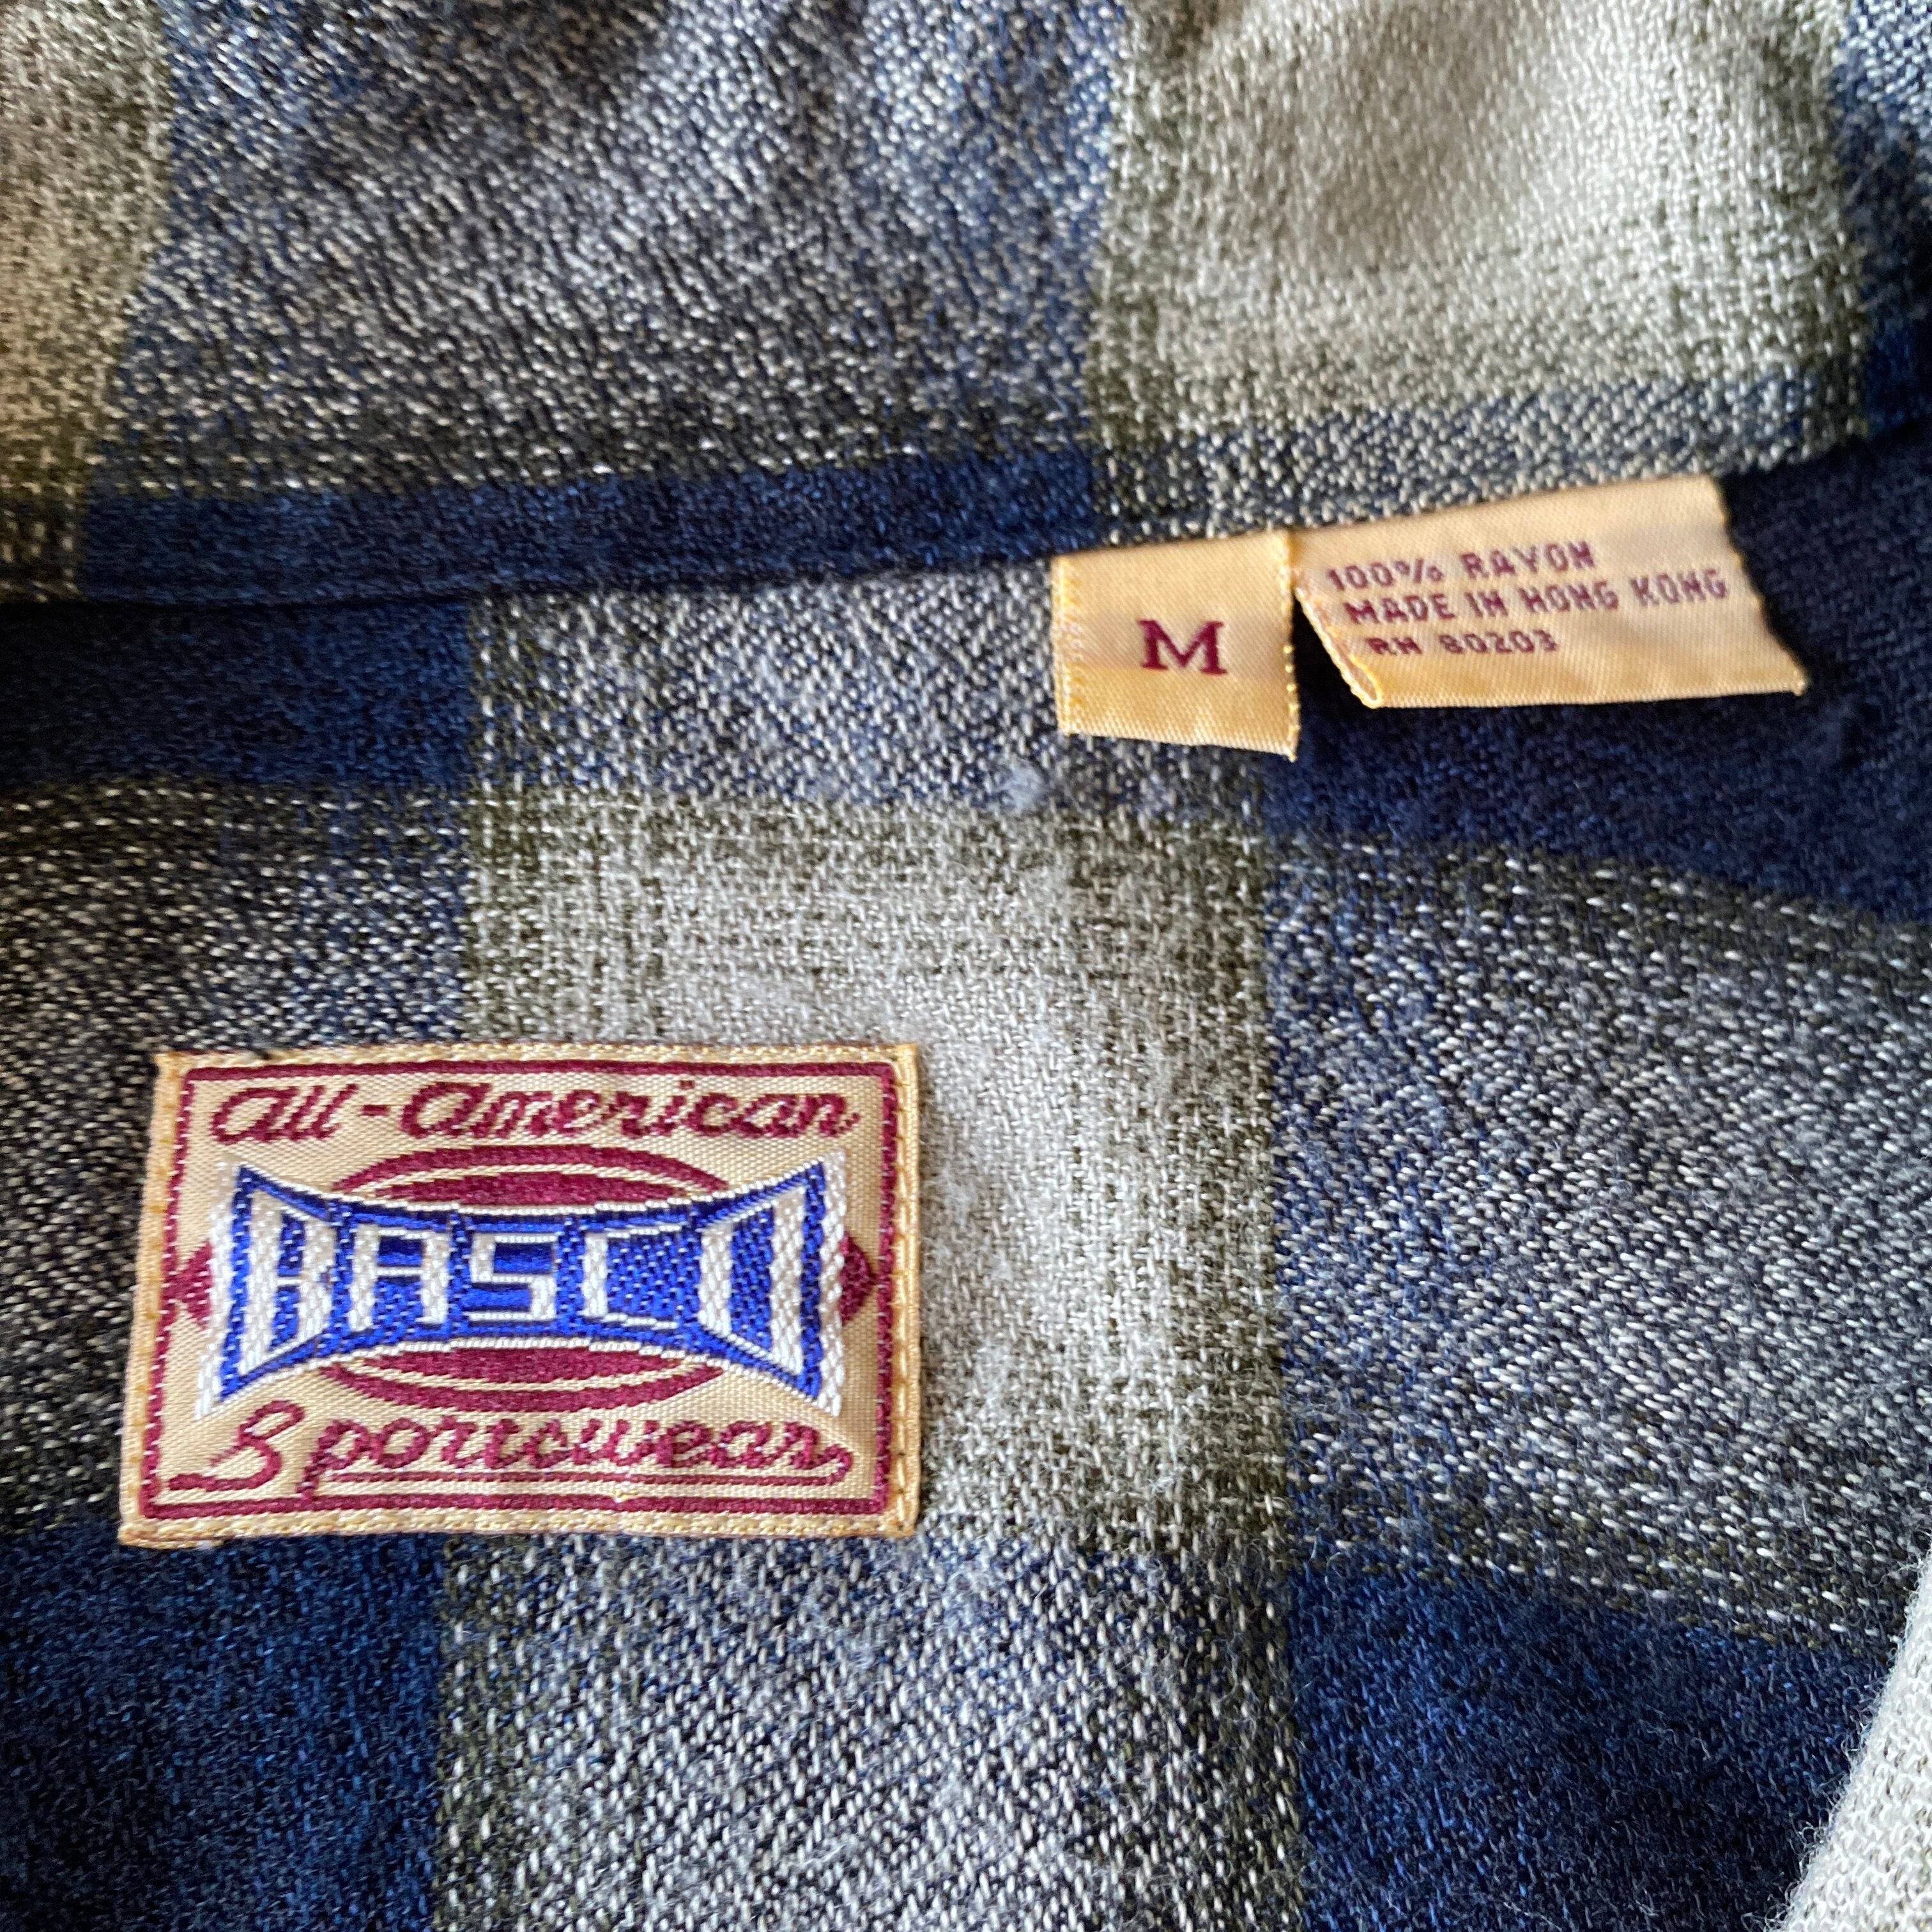 M
100% RAYON
MADE IN HONG KONG
RN 80203
All-American
BASCO
Sportswear